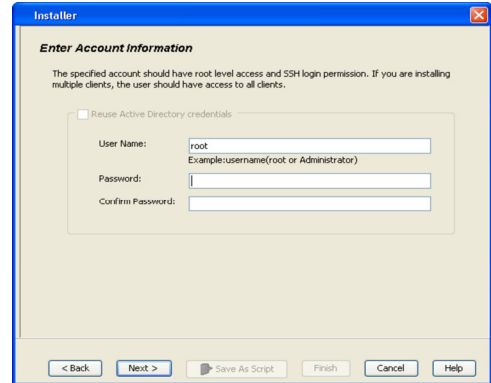 Installer
Enter Account Information
The specified account should have root level access and SSH login permission. If you are installing
multiple clients, the user should have access to all clients.
Reuse Active Directory credentials
User Name:
root
Example:username(root or Administrator)
Password:
Confirm Password:
< Back Next > Save As Script Finish Cancel Help